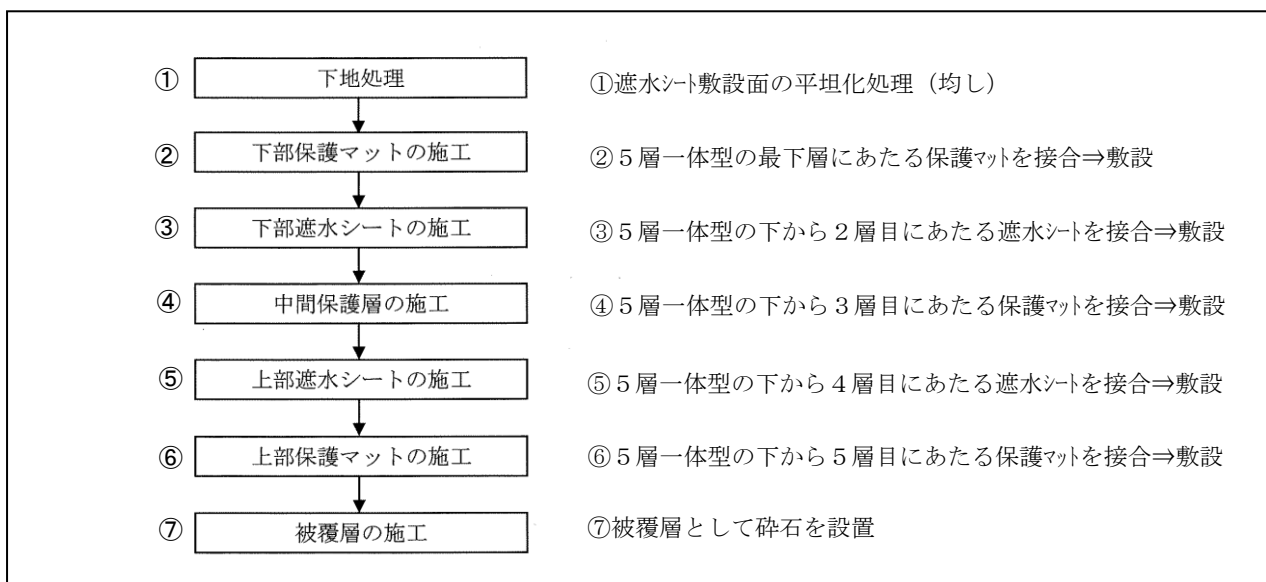 ① 下地処理 ①遮水ｼｰﾄ敷設面の平坦化処理（均し）
② 下部保護マットの施工 ②５層一体型の最下層にあたる保護ﾏｯﾄを接合⇒敷設
③ 下部遮水シートの施工 ③５層一体型の下から２層目にあたる遮水ｼｰﾄを接合⇒敷設
④ 中間保護層の施工 ④５層一体型の下から３層目にあたる保護ﾏｯﾄを接合⇒敷設
⑤ 上部遮水シートの施工 ⑤５層一体型の下から４層目にあたる遮水ｼｰﾄを接合⇒敷設
⑥ 上部保護マットの施工 ⑥５層一体型の下から５層目にあたる保護ﾏｯﾄを接合⇒敷設
⑦ 被覆層の施工 ⑦被覆層として砕石を設置